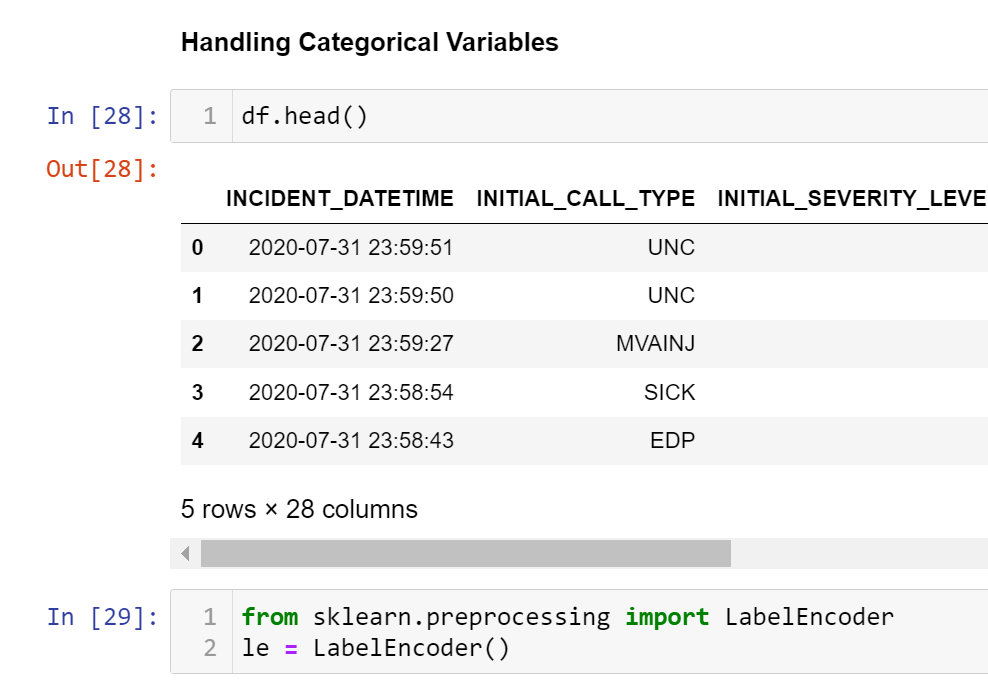 Handling Categorical Variables
In [28]: 1 df.head()
Out[28]:
INCIDENT_DATETIME INITIAL_CALL_TYPE INITIAL_SEVERITY_LEVE
0 2020-07-31 23:59:51 UNC
1 2020-07-31 23:59:50 UNC
2 2020-07-31 23:59:27 MVAINJ
3 2020-07-31 23:58:54 SICK
4 2020-07-31 23:58:43 EDP
5 rows × 28 columns
In [29]: 1 from sklearn.preprocessing import LabelEncoder
2 le = LabelEncoder()